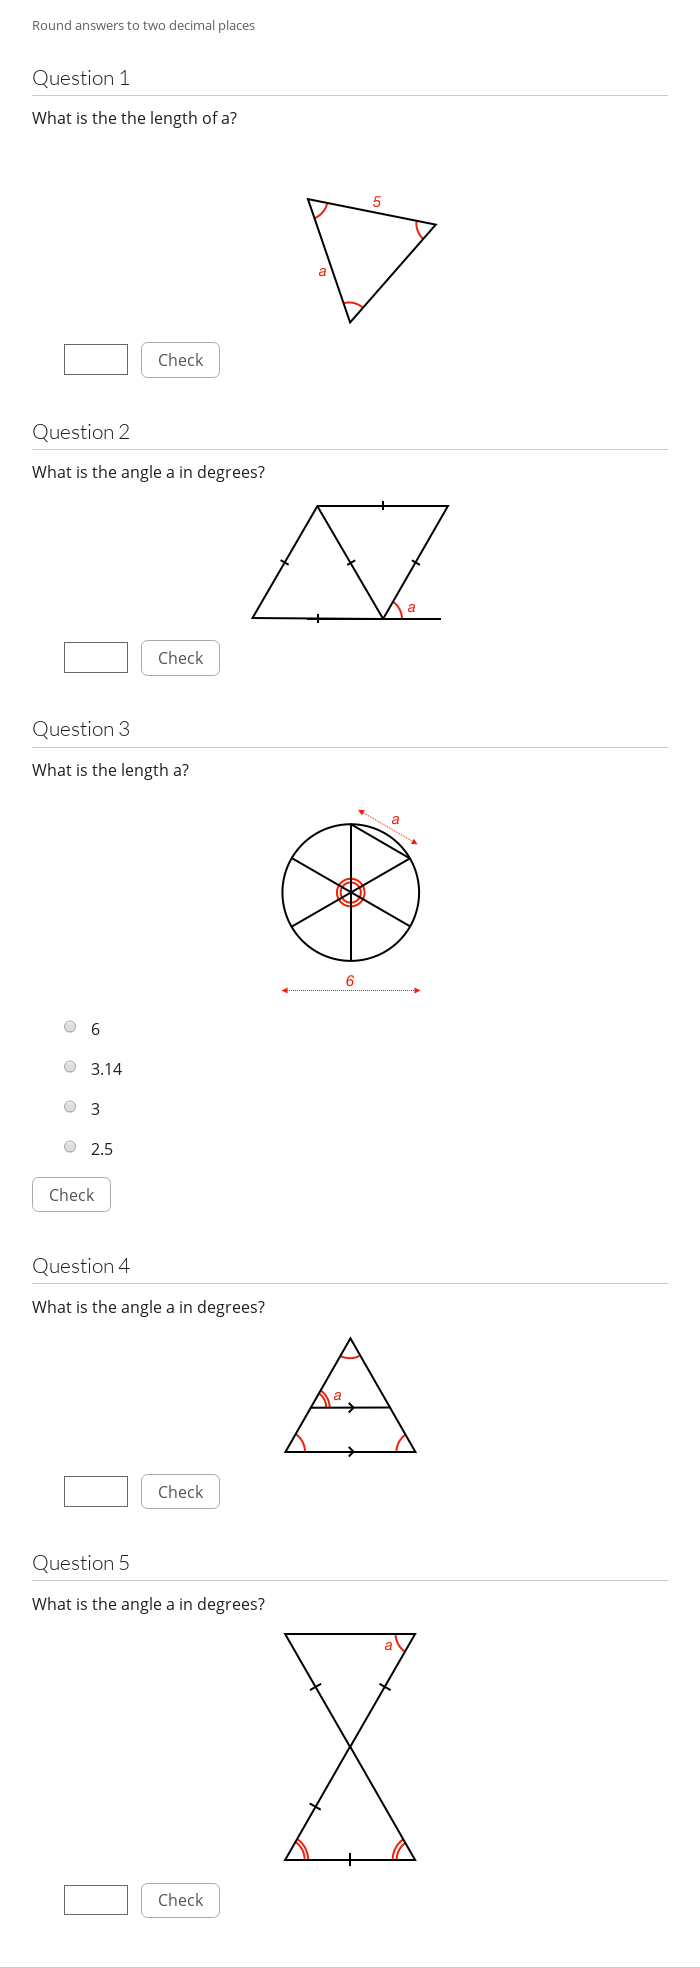 Round answers to two decimal places
Question 1
What is the the length of a?
5
a
Check
Question 2
What is the angle a in degrees?
a
Check
Question 3
What is the length a?
a
6
6
3.14
3
2.5
Check
Question 4
What is the angle a in degrees?
a
Check
Question 5
What is the angle a in degrees?
a
Check